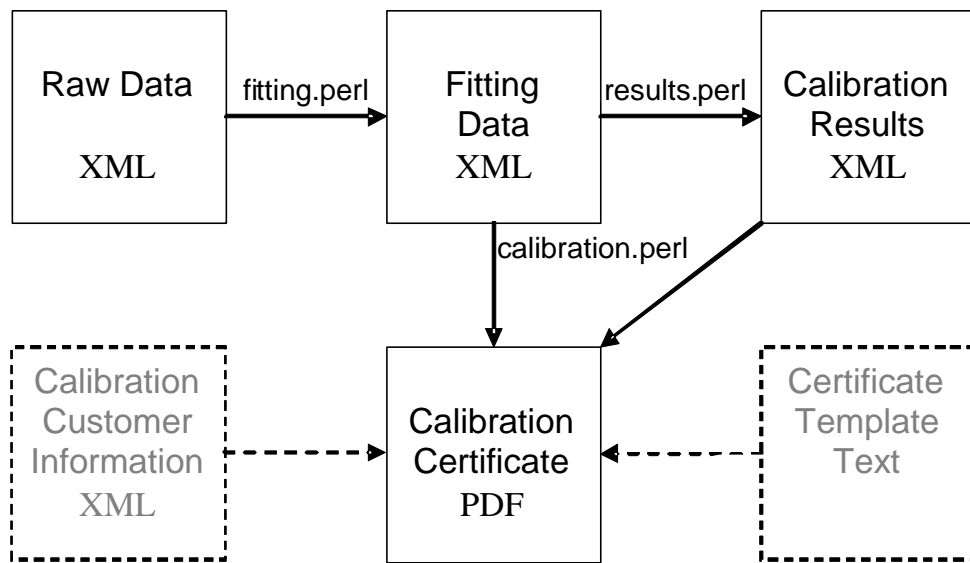 Raw Data
XML
fitting.perl
Fitting
Data
XML
results.perl
Calibration
Results
XML
calibration.perl
Calibration
Customer
Information
XML
Calibration
Certificate
PDF
Certificate
Template
Text